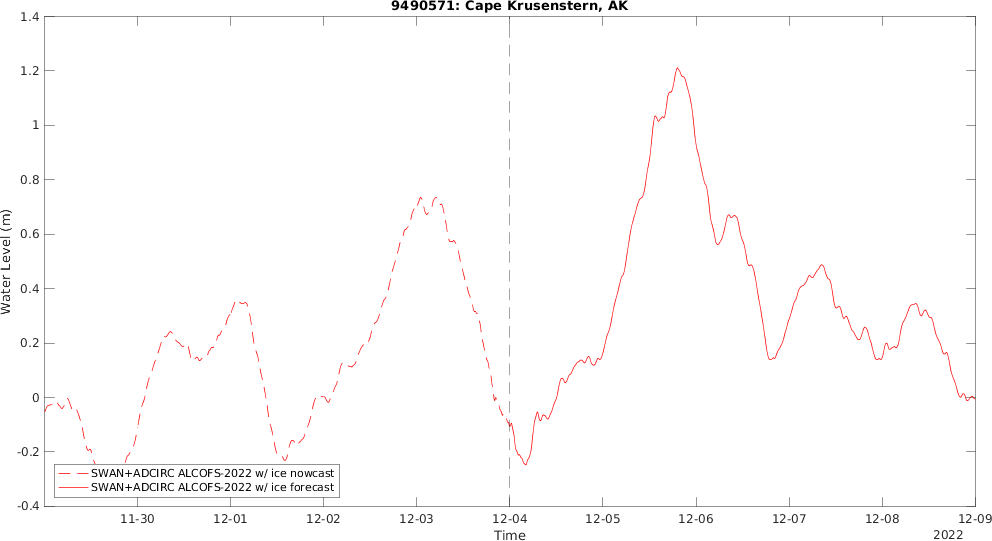 9490571: Cape Krusenstern, AK
1.4
1.2
1
0.8
0.6
0.4
0.2
0
-0.2
-0.4
Water Level (m)
SWAN+ADCIRC ALCOFS-2022 w/ ice nowcast
SWAN+ADCIRC ALCOFS-2022 w/ ice forecast
11-30 12-01 12-02 12-03 12-04 12-05 12-06 12-07 12-08 12-09
Time
2022